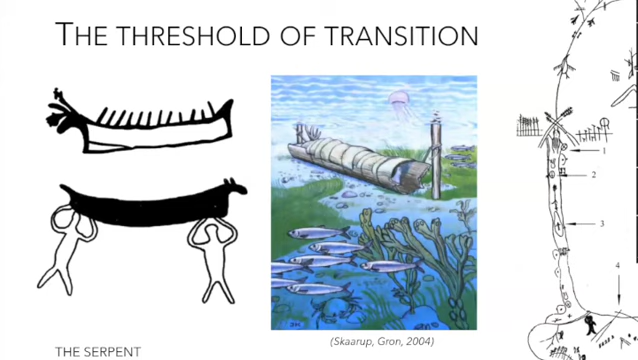 THE THRESHOLD OF TRANSITION
1
2
3
4
(Skaarup, Gron, 2004)
THE SERPENT